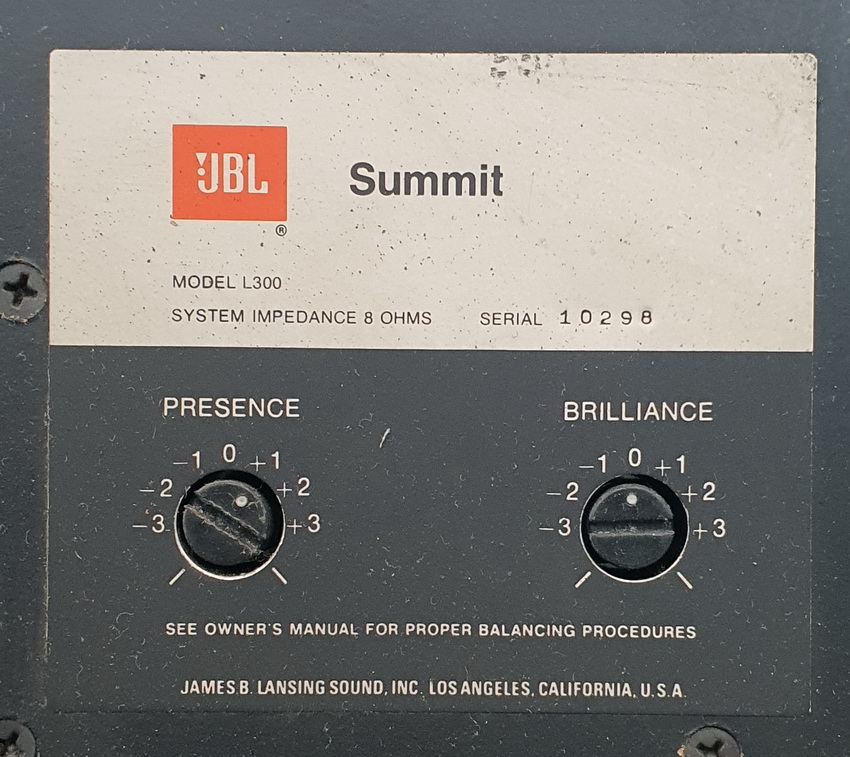 JBL Summit
®
MODEL L300
SYSTEM IMPEDANCE 8 OHMS SERIAL 10298
PRESENCE BRILLIANCE
−1 0 +1 −1 0 +1
−2 +2 −2 +2
−3 +3 −3 +3
SEE OWNER'S MANUAL FOR PROPER BALANCING PROCEDURES
JAMES B. LANSING SOUND, INC. LOS ANGELES, CALIFORNIA, U.S.A.